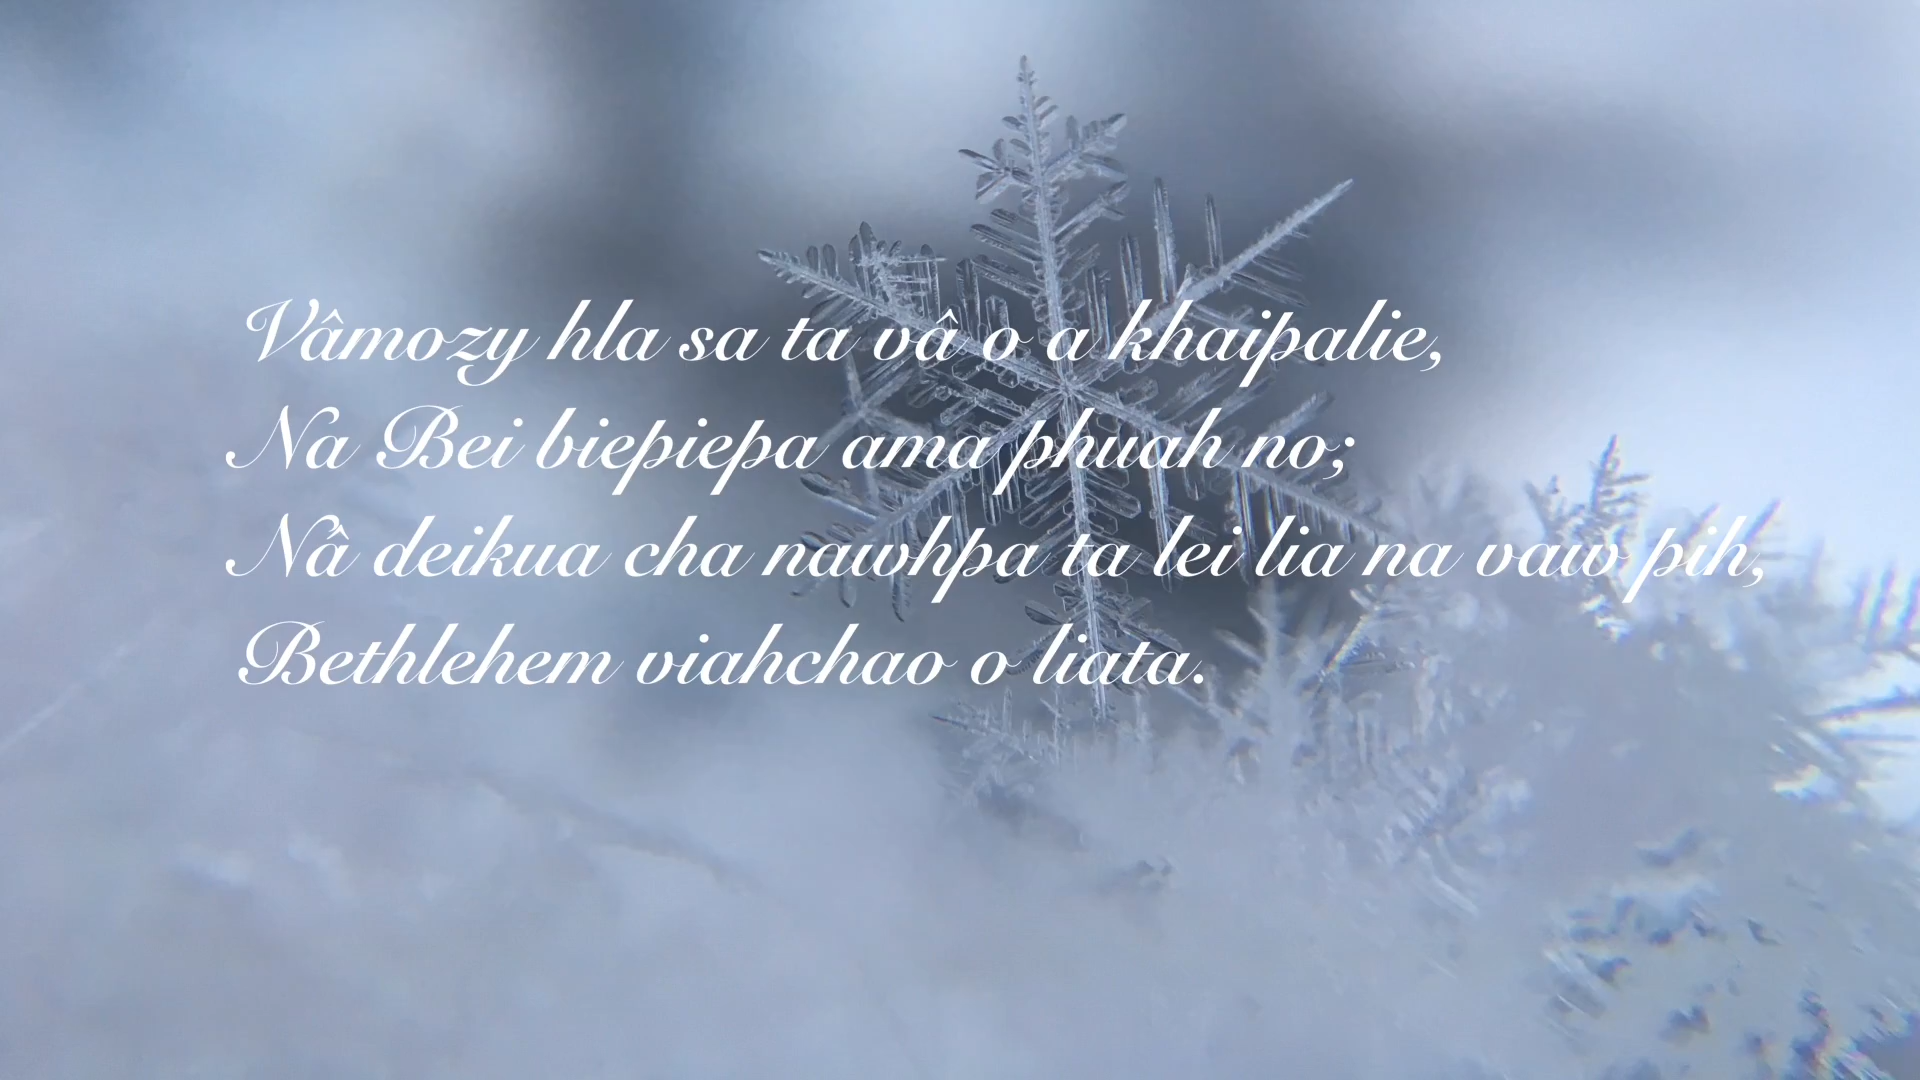 Vâmozy hla sa ta vâ o a khaipalie,
Na Bei biepiepa ama phuah no;
Nâ deikua cha nawhpa ta lei lia na vaw pih,
Bethlehem viahchao o liata.